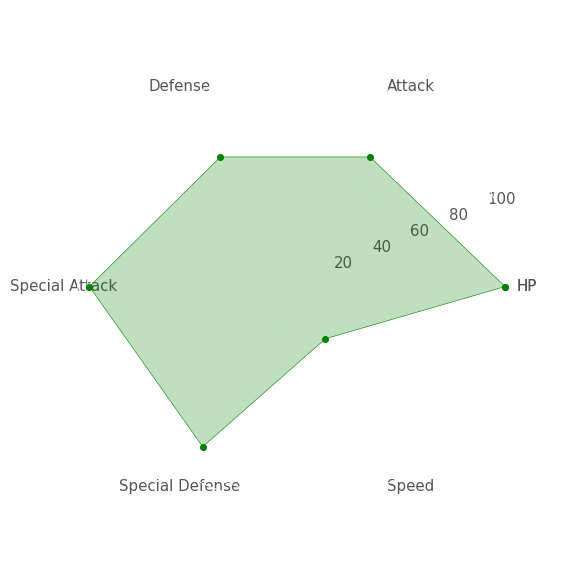 Defense
Attack
100
80
60
40
20
Special Attack
HP
Special Defense
Speed